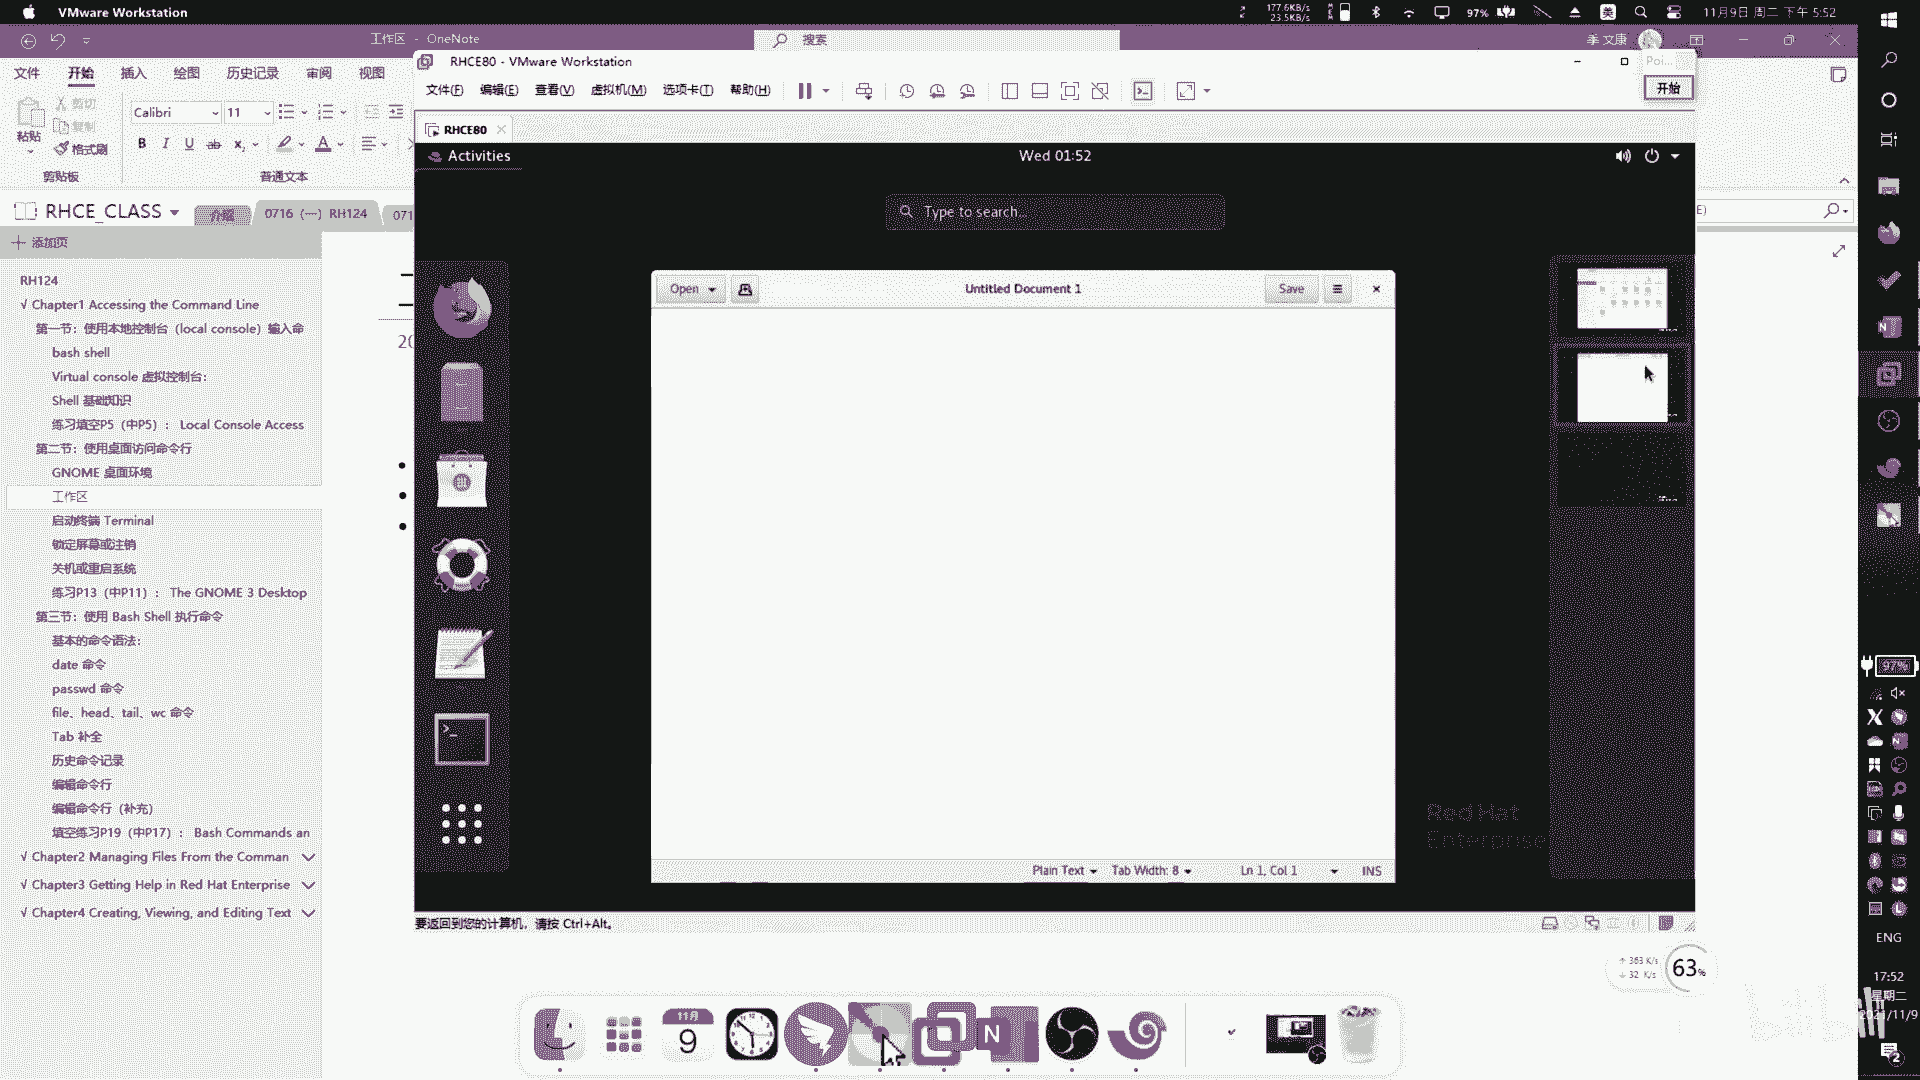 VMware Workstation
177.6KB/s
23.5KB/s
97%
美
11月9日 周二 下午 5:52
工作区 - OneNote
搜索
季 文康
文件
开始
插入
绘图
历史记录
审阅
视图
粘贴
剪切
复制
格式刷
剪贴板
Calibri
11
B I U ab
普通文本
RHCE_CLASS
介绍
0716（一）RH124
071
添加页
RH124
√ Chapter1 Accessing the Command Line
第一节：使用本地控制台（local console）输入命
bash shell
Virtual console 虚拟控制台：
Shell 基础知识
练习填空P5（中P5）： Local Console Access
第二节：使用桌面访问命令行
GNOME 桌面环境
工作区
启动终端 Terminal
锁定屏幕或注销
关机或重启系统
练习P13（中P11）： The GNOME 3 Desktop
第三节：使用 Bash Shell 执行命令
基本的命令语法：
date 命令
passwd 命令
file、head、tail、wc 命令
Tab 补全
历史命令记录
编辑命令行
编辑命令行（补充）
填空练习P19（中P17）： Bash Commands an
√ Chapter2 Managing Files From the Comman
√ Chapter3 Getting Help in Red Hat Enterprise
√ Chapter4 Creating, Viewing, and Editing Text
20
RHCE80 - VMware Workstation
Poi...
文件(F)
编辑(E)
查看(V)
虚拟机(M)
选项卡(T)
帮助(H)
开始
RHCE80
Activities
Wed 01:52
Type to search...
Open
Untitled Document 1
Save
Plain Text
Tab Width: 8
Ln 1, Col 1
INS
Red Hat
Enterprise
要返回到您的计算机，请按 Ctrl+Alt。
E)
363 K/s
32 K/s
63%
11月
9
N
97%
ENG
17:52
星期二
2021/11/9
2